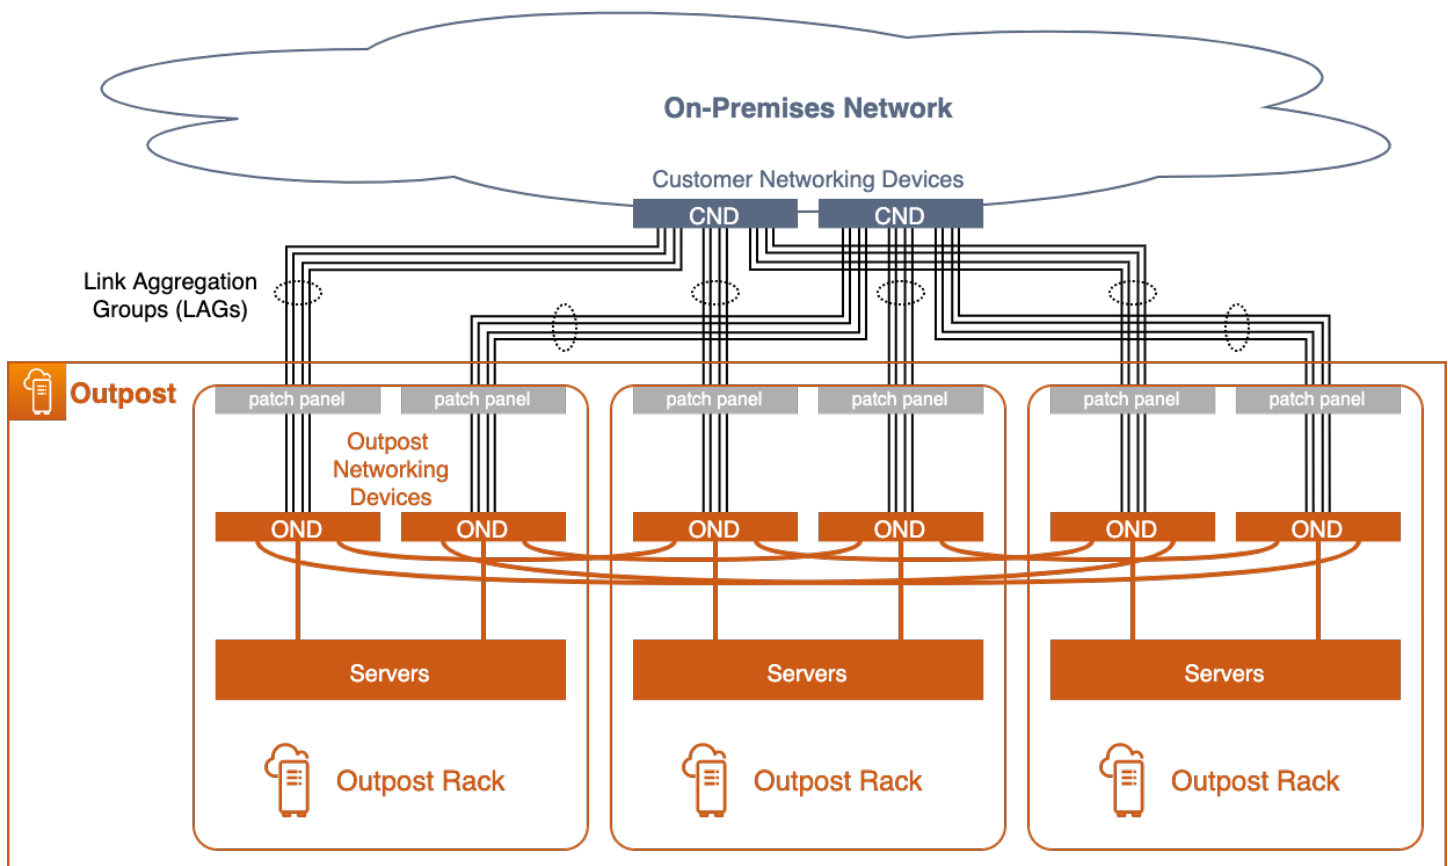 On-Premises Network
Customer Networking Devices
CND
CND
Link Aggregation
Groups (LAGs)
Outpost
patch panel
patch panel
patch panel
patch panel
patch panel
patch panel
Outpost
Networking
Devices
OND
OND
OND
OND
OND
OND
Servers
Servers
Servers
Outpost Rack
Outpost Rack
Outpost Rack